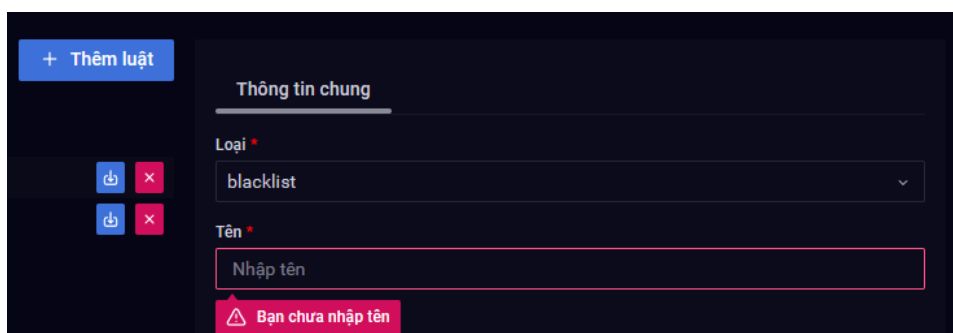 + Thêm luật
Thông tin chung
Loại *
blacklist
Tên *
Nhập tên
Bạn chưa nhập tên